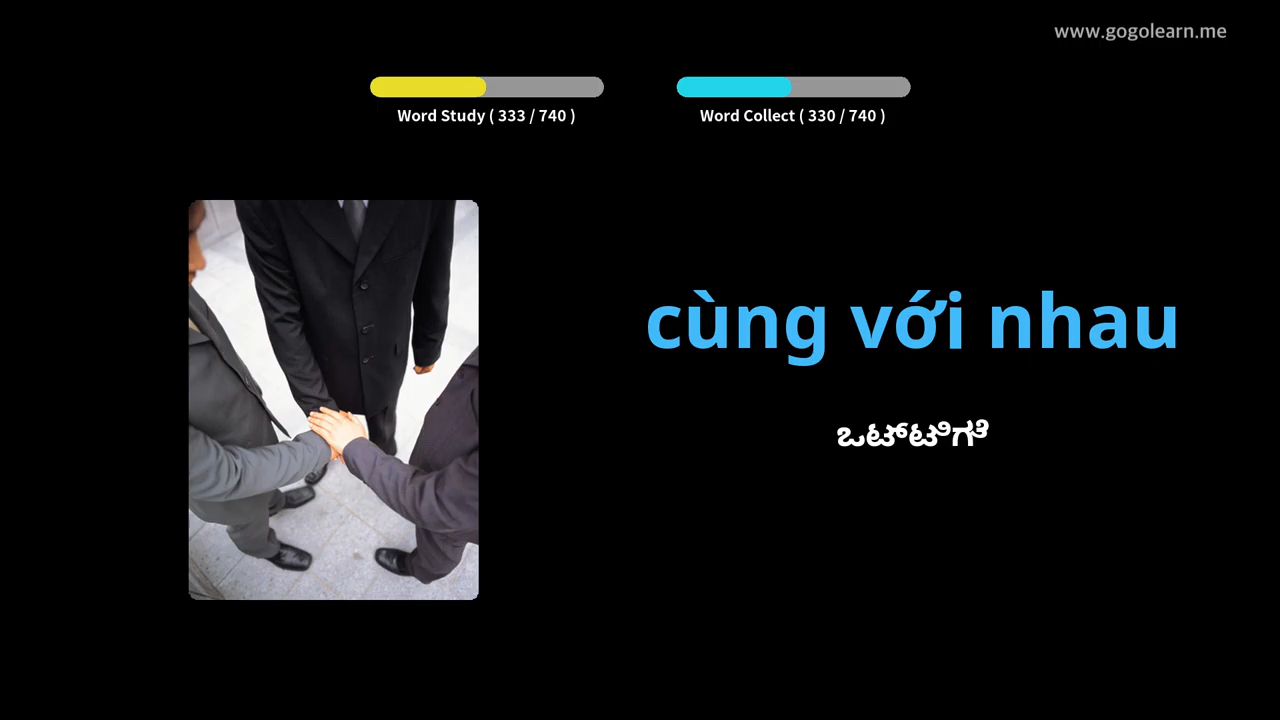 www.gogolearn.me
Word Study ( 333 / 740 )
Word Collect ( 330 / 740 )
cùng với nhau
ಒಟ್ಟಿಗೆ